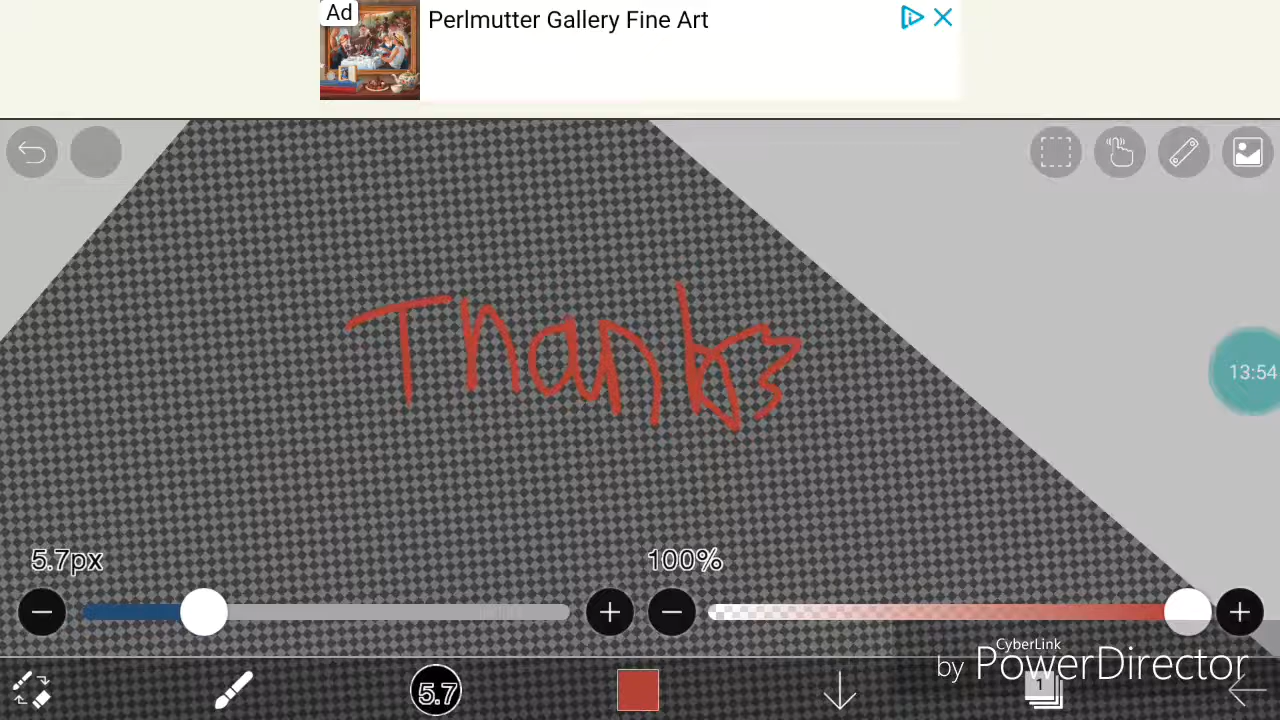 Ad
Perlmutter Gallery Fine Art
Thanks
13:54
5.7px
100%
CyberLink
by PowerDirector
5.7
1